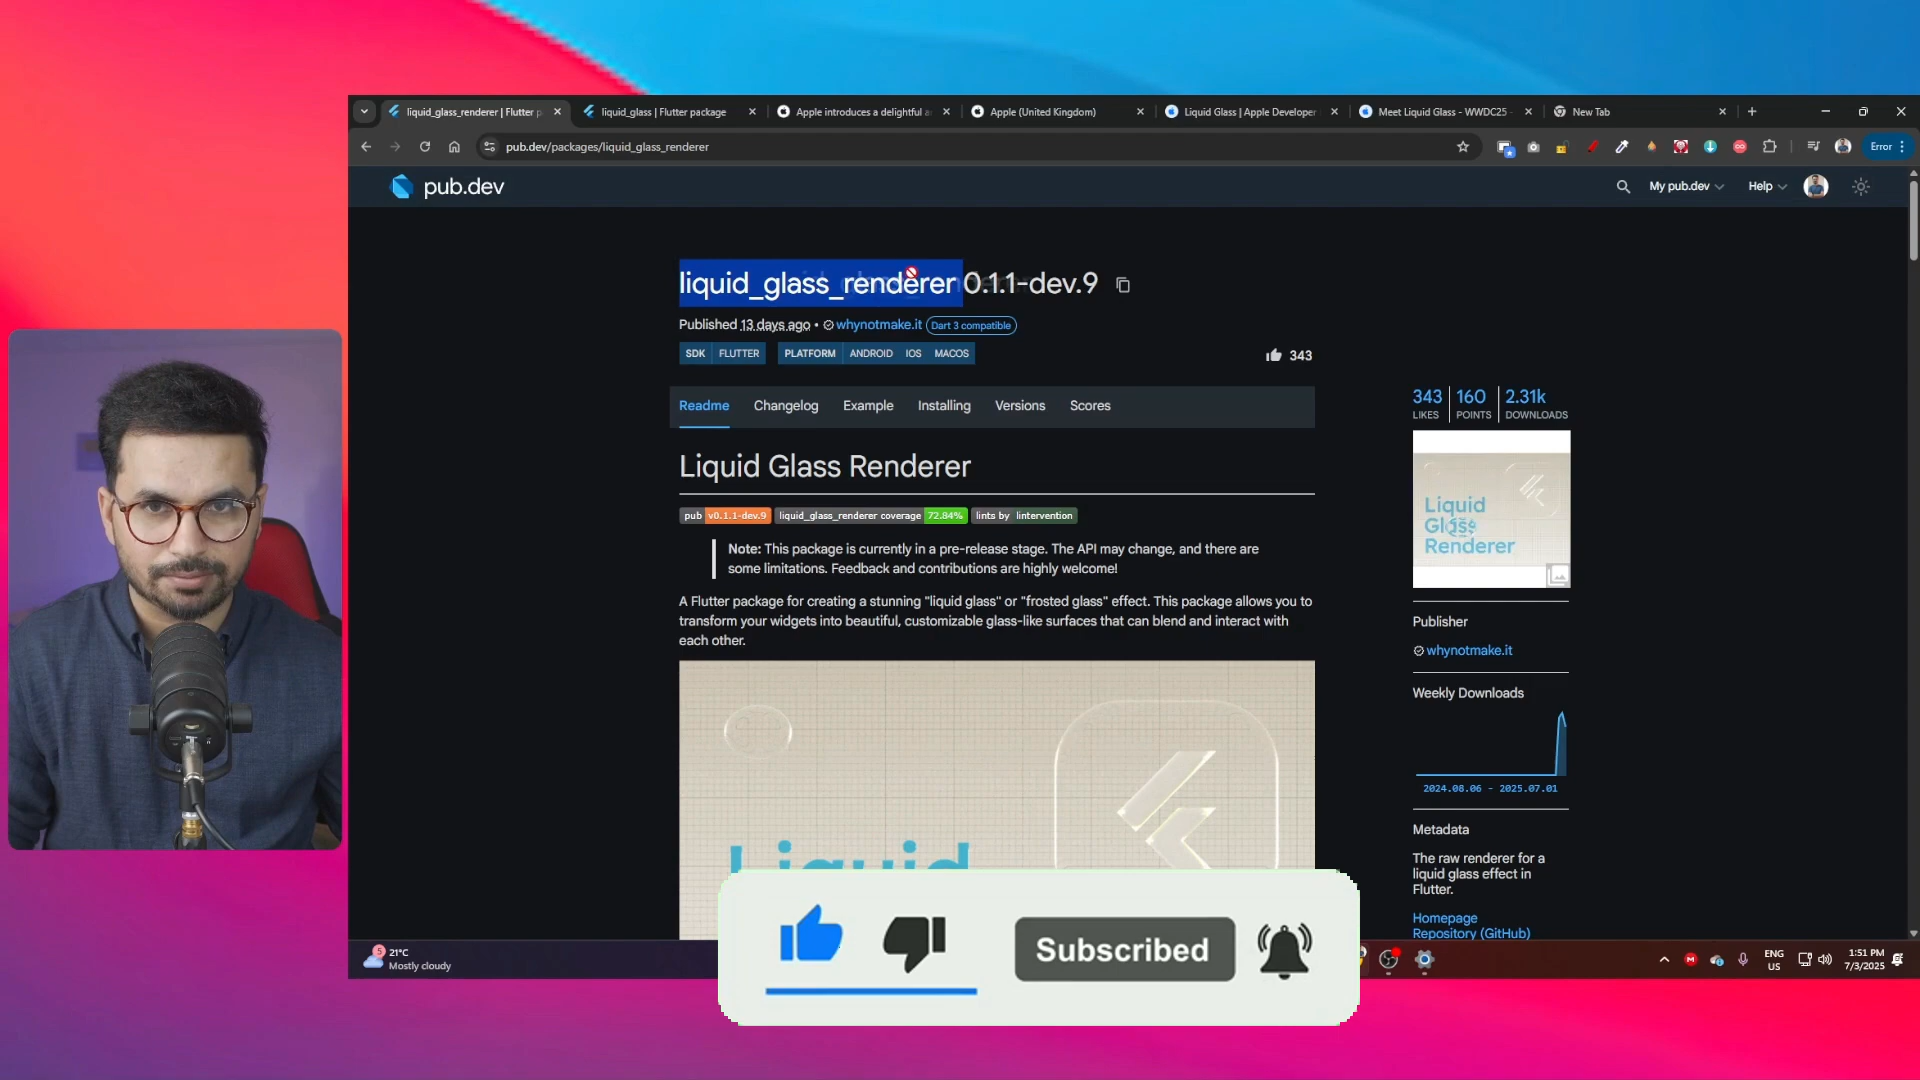 liquid_glass_renderer | Flutter p
liquid_glass | Flutter package
Apple introduces a delightful a
Apple (United Kingdom)
Liquid Glass | Apple Developer
Meet Liquid Glass - WWDC25 -
New Tab
pub.dev/packages/liquid_glass_renderer
Error
pub.dev
My pub.dev
Help
liquid_glass_renderer 0.1.1-dev.9
Published 13 days ago • whynotmake.it Dart 3 compatible
SDK FLUTTER PLATFORM ANDROID IOS MACOS
343
Readme Changelog Example Installing Versions Scores
343 160 2.31k
LIKES POINTS DOWNLOADS
Liquid Glass Renderer
pub v0.1.1-dev.9 liquid_glass_renderer coverage 72.84% lints by lintervention
Note: This package is currently in a pre-release stage. The API may change, and there are
some limitations. Feedback and contributions are highly welcome!
A Flutter package for creating a stunning "liquid glass" or "frosted glass" effect. This package allows you to
transform your widgets into beautiful, customizable glass-like surfaces that can blend and interact with
each other.
Liquid
Liquid
Glass
Renderer
Publisher
whynotmake.it
Weekly Downloads
2024.08.06 - 2025.07.01
Metadata
The raw renderer for a
liquid glass effect in
Flutter.
Homepage
Repository (GitHub)
Subscribed
5
21°C
Mostly cloudy
ENG
US
1:51 PM
7/3/2025